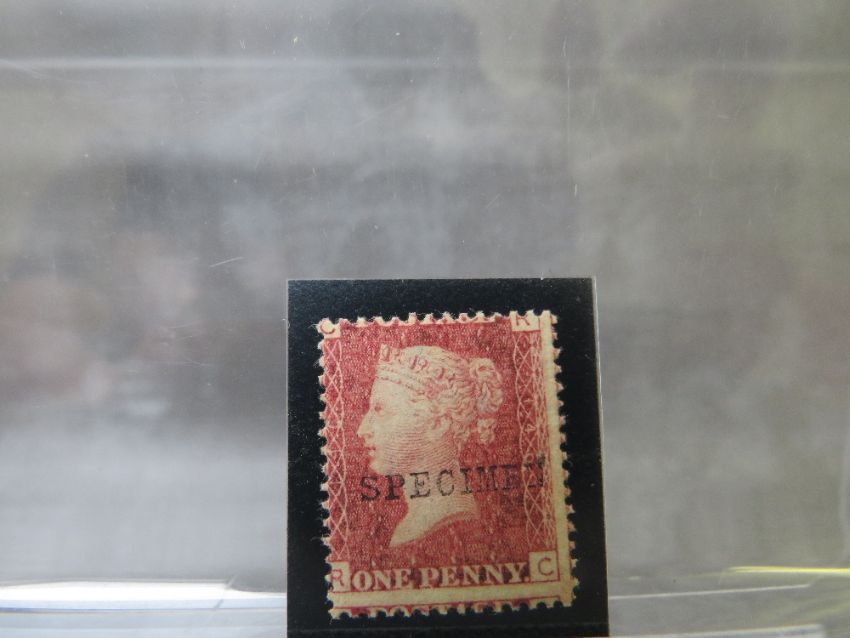 C R
SPECIMEN
R ONE PENNY. C